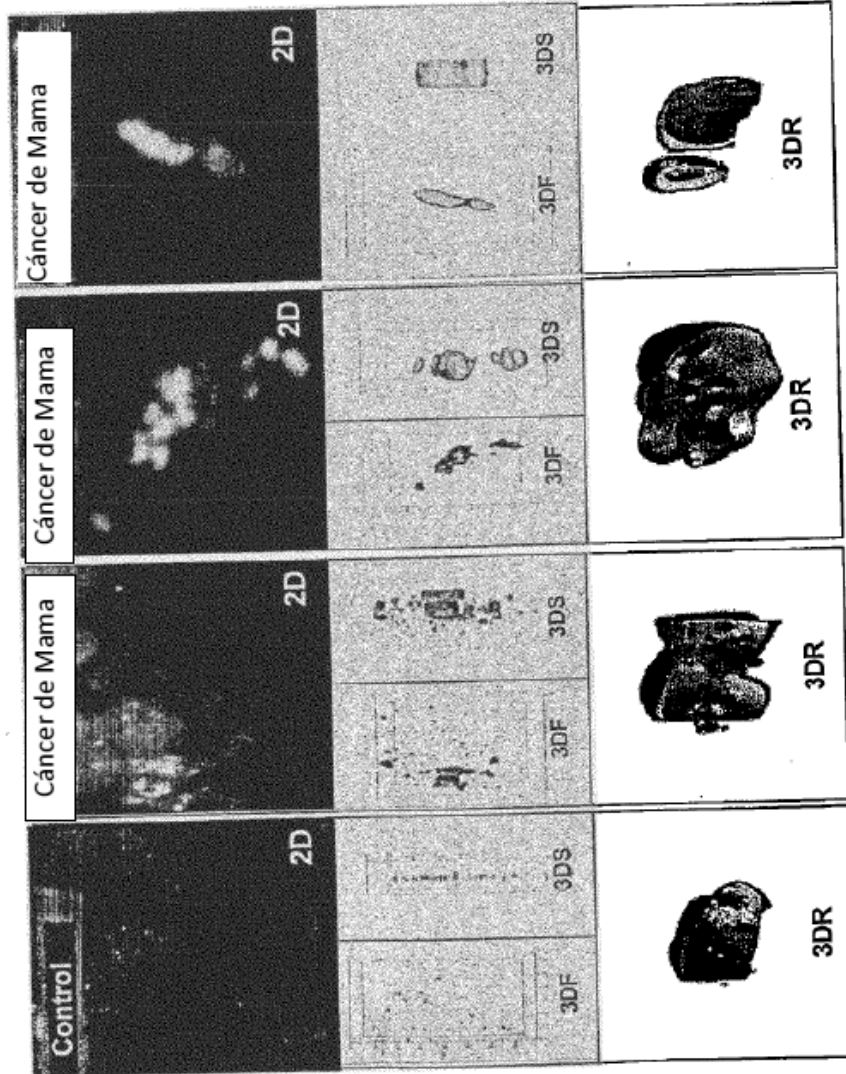 Control
2D
3DF
3DS
3DR
Cáncer de Mama
2D
3DF
3DS
3DR
Cáncer de Mama
2D
3DF
3DS
3DR
Cáncer de Mama
2D
3DF
3DS
3DR